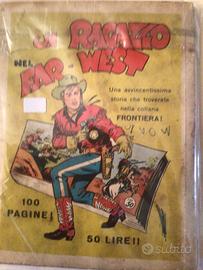 UN RAGAZZO
NEL
FAR-WEST
Una avvincentissima
storia che troverete
nella collana
FRONTIERA!
100
PAGINE!
50 LIRE!!
subito